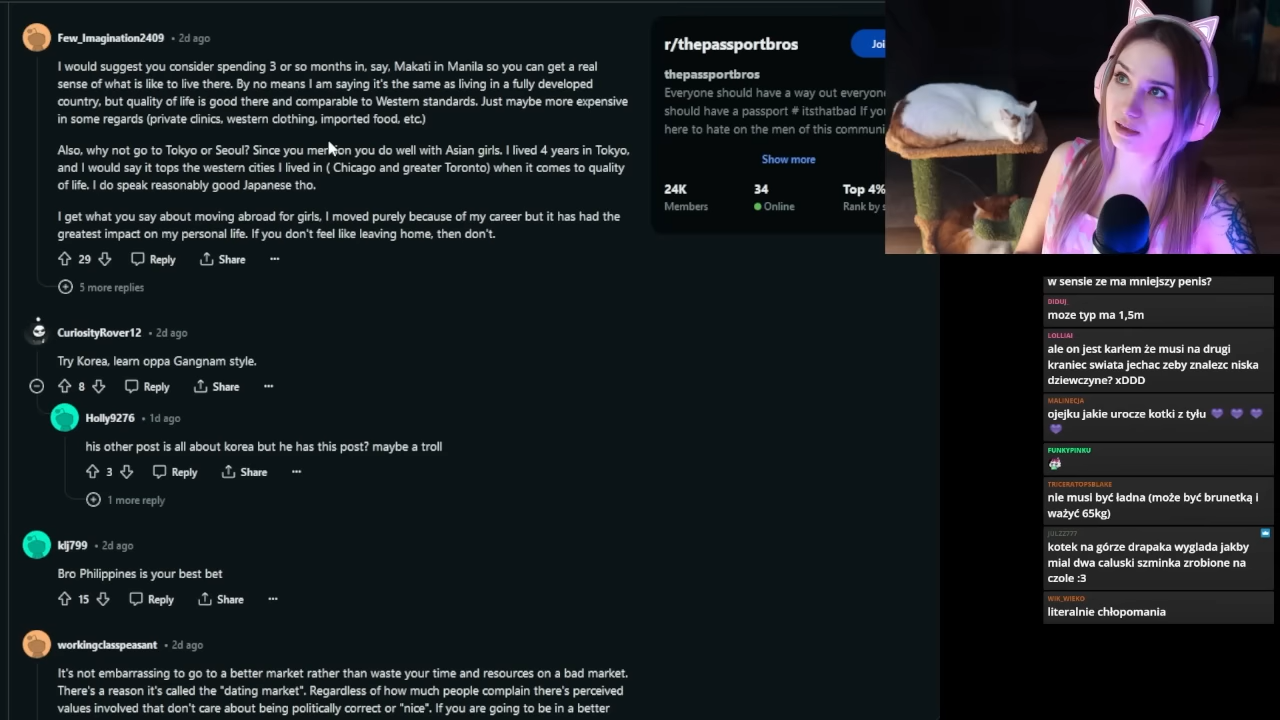 Few_Imagination2409 • 2d ago
I would suggest you consider spending 3 or so months in, say, Makati in Manila so you can get a real
sense of what is like to live there. By no means I am saying it's the same as living in a fully developed
country, but quality of life is good there and comparable to Western standards. Just maybe more expensive
in some regards (private clinics, western clothing, imported food, etc.)
Also, why not go to Tokyo or Seoul? Since you mention you do well with Asian girls. I lived 4 years in Tokyo,
and I would say it tops the western cities I lived in ( Chicago and greater Toronto) when it comes to quality
of life. I do speak reasonably good Japanese tho.
I get what you say about moving abroad for girls, I moved purely because of my career but it has had the
greatest impact on my personal life. If you don't feel like leaving home, then don't.
29 Reply Share ...
5 more replies
CuriosityRover12 • 2d ago
Try Korea, learn oppa Gangnam style.
8 Reply Share ...
Holly9276 • 1d ago
his other post is all about korea but he has this post? maybe a troll
3 Reply Share ...
1 more reply
klj799 • 2d ago
Bro Philippines is your best bet
15 Reply Share ...
workingclasspeasant • 2d ago
It's not embarrassing to go to a better market rather than waste your time and resources on a bad market.
There's a reason it's called the "dating market". Regardless of how much people complain there's perceived
values involved that don't care about being politically correct or "nice". If you are going to be in a better
r/thepassportbros Joi
thepassportbros
Everyone should have a way out everyone
should have a passport # itsthatbad If you
here to hate on the men of this communi
Show more
24K 34 Top 4%
Members Online Rank by s
w sensie ze ma mniejszy penis?
DIDUJ_
moze typ ma 1,5m
LOLLIAI
ale on jest karłem że musi na drugi
kraniec swiata jechac zeby znalezc niska
dziewczyne? xDDD
MALINECJA
ojejku jakie urocze kotki z tyłu
FUNKYPINKU
TRICERATOPSBLAKE
nie musi być ładna (może być brunetką i
ważyć 65kg)
JULZ2777
kotek na górze drapaka wyglada jakby
mial dwa caluski szminka zrobione na
czole :3
WIK_WIEKO
literalnie chłopomania